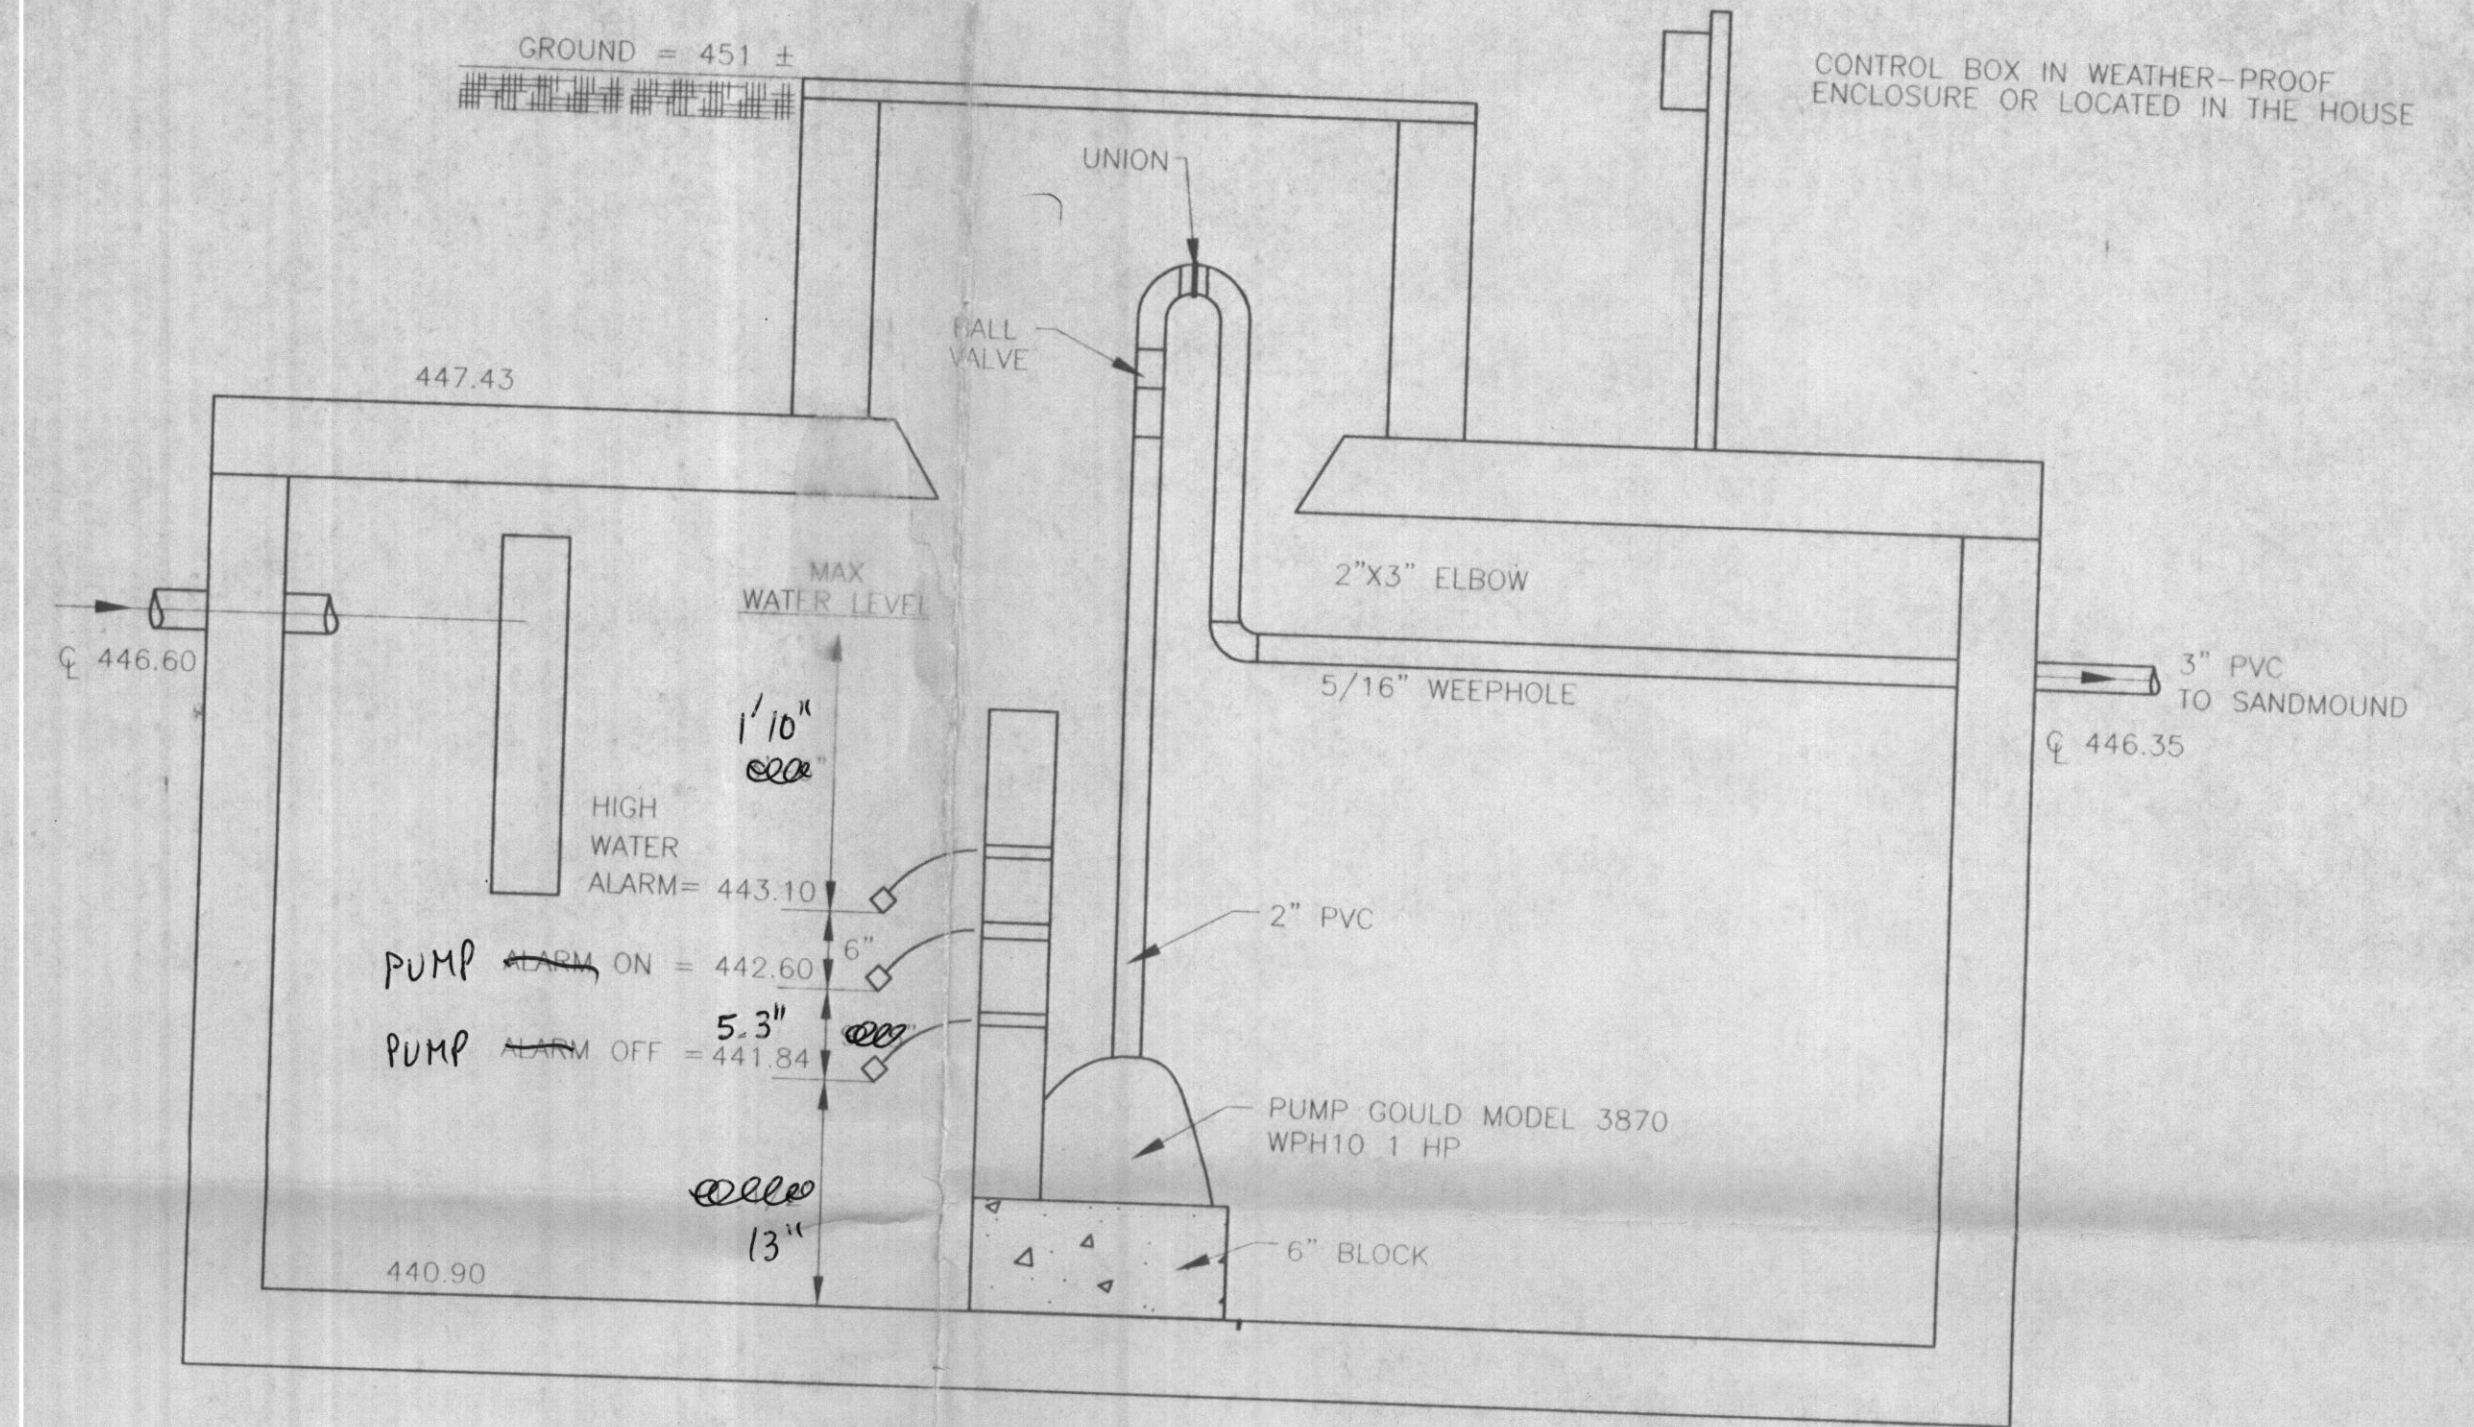 GROUND = 451 ±
CONTROL BOX IN WEATHER-PROOF
ENCLOSURE OR LOCATED IN THE HOUSE
UNION
BALL
VALVE
447.43
MAX
WATER LEVEL
2"X3" ELBOW
℄ 446.60
5/16" WEEPHOLE
3" PVC
TO SANDMOUND
℄ 446.35
1'10"
HIGH
WATER
ALARM= 443.10
6"
2" PVC
PUMP ALARM ON = 442.60
5.3"
PUMP ALARM OFF = 441.84
PUMP GOULD MODEL 3870
WPH10 1 HP
13"
6" BLOCK
440.90